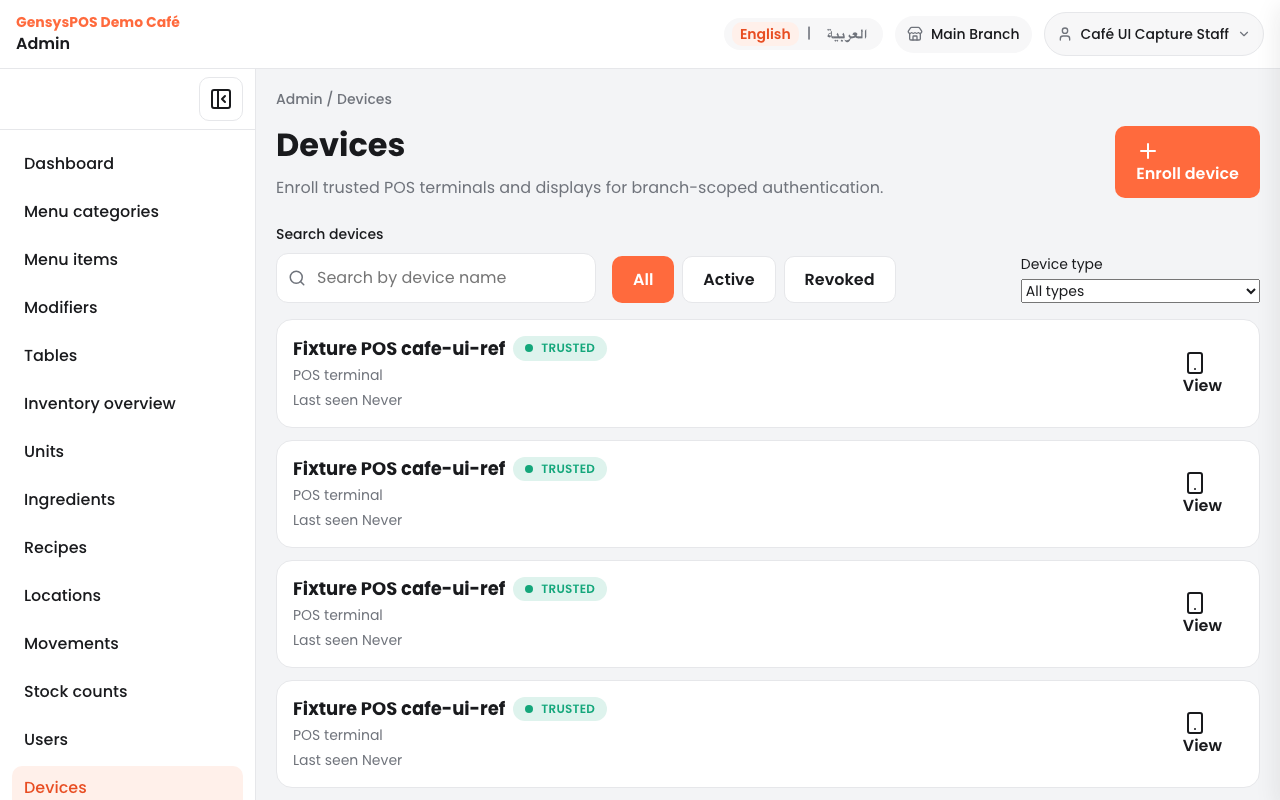 GensysPOS Demo Café
Admin
English | العربية
Main Branch
Café UI Capture Staff
Dashboard
Menu categories
Menu items
Modifiers
Tables
Inventory overview
Units
Ingredients
Recipes
Locations
Movements
Stock counts
Users
Devices
Admin / Devices
Devices
Enroll trusted POS terminals and displays for branch-scoped authentication.
Enroll device
Search devices
Search by device name
All
Active
Revoked
Device type
All types
Fixture POS cafe-ui-ref TRUSTED
POS terminal
Last seen Never
View
Fixture POS cafe-ui-ref TRUSTED
POS terminal
Last seen Never
View
Fixture POS cafe-ui-ref TRUSTED
POS terminal
Last seen Never
View
Fixture POS cafe-ui-ref TRUSTED
POS terminal
Last seen Never
View